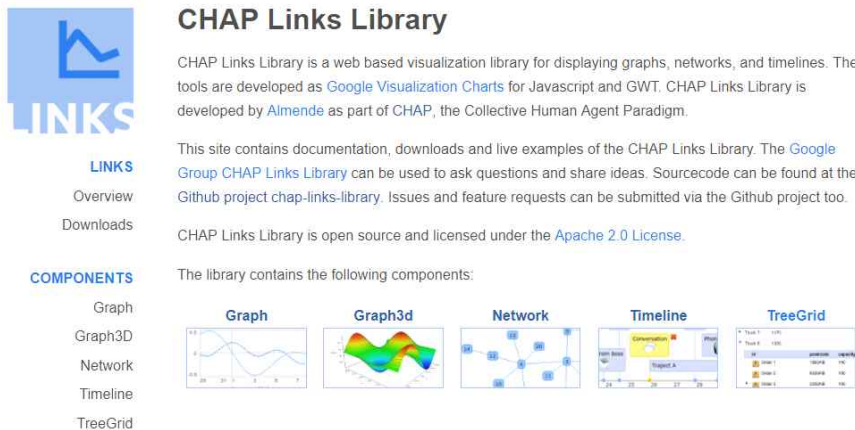 CHAP Links Library
CHAP Links Library is a web based visualization library for displaying graphs, networks, and timelines. The
tools are developed as Google Visualization Charts for Javascript and GWT. CHAP Links Library is
developed by Almende as part of CHAP, the Collective Human Agent Paradigm.
This site contains documentation, downloads and live examples of the CHAP Links Library. The Google
Group CHAP Links Library can be used to ask questions and share ideas. Sourcecode can be found at the
Github project chap-links-library. Issues and feature requests can be submitted via the Github project too.
CHAP Links Library is open source and licensed under the Apache 2.0 License.
The library contains the following components:
LINKS
LINKS
Overview
Downloads
COMPONENTS
Graph
Graph3D
Network
Timeline
TreeGrid
Graph
Graph3d
Network
Timeline
TreeGrid
Conversation
Traject A
24 25 26 27 28